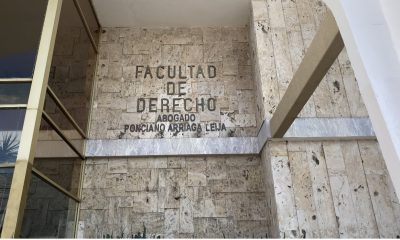 FACULTAD
DE
DERECHO
ABOGADO
PONCIANO ARRIAGA LEIJA